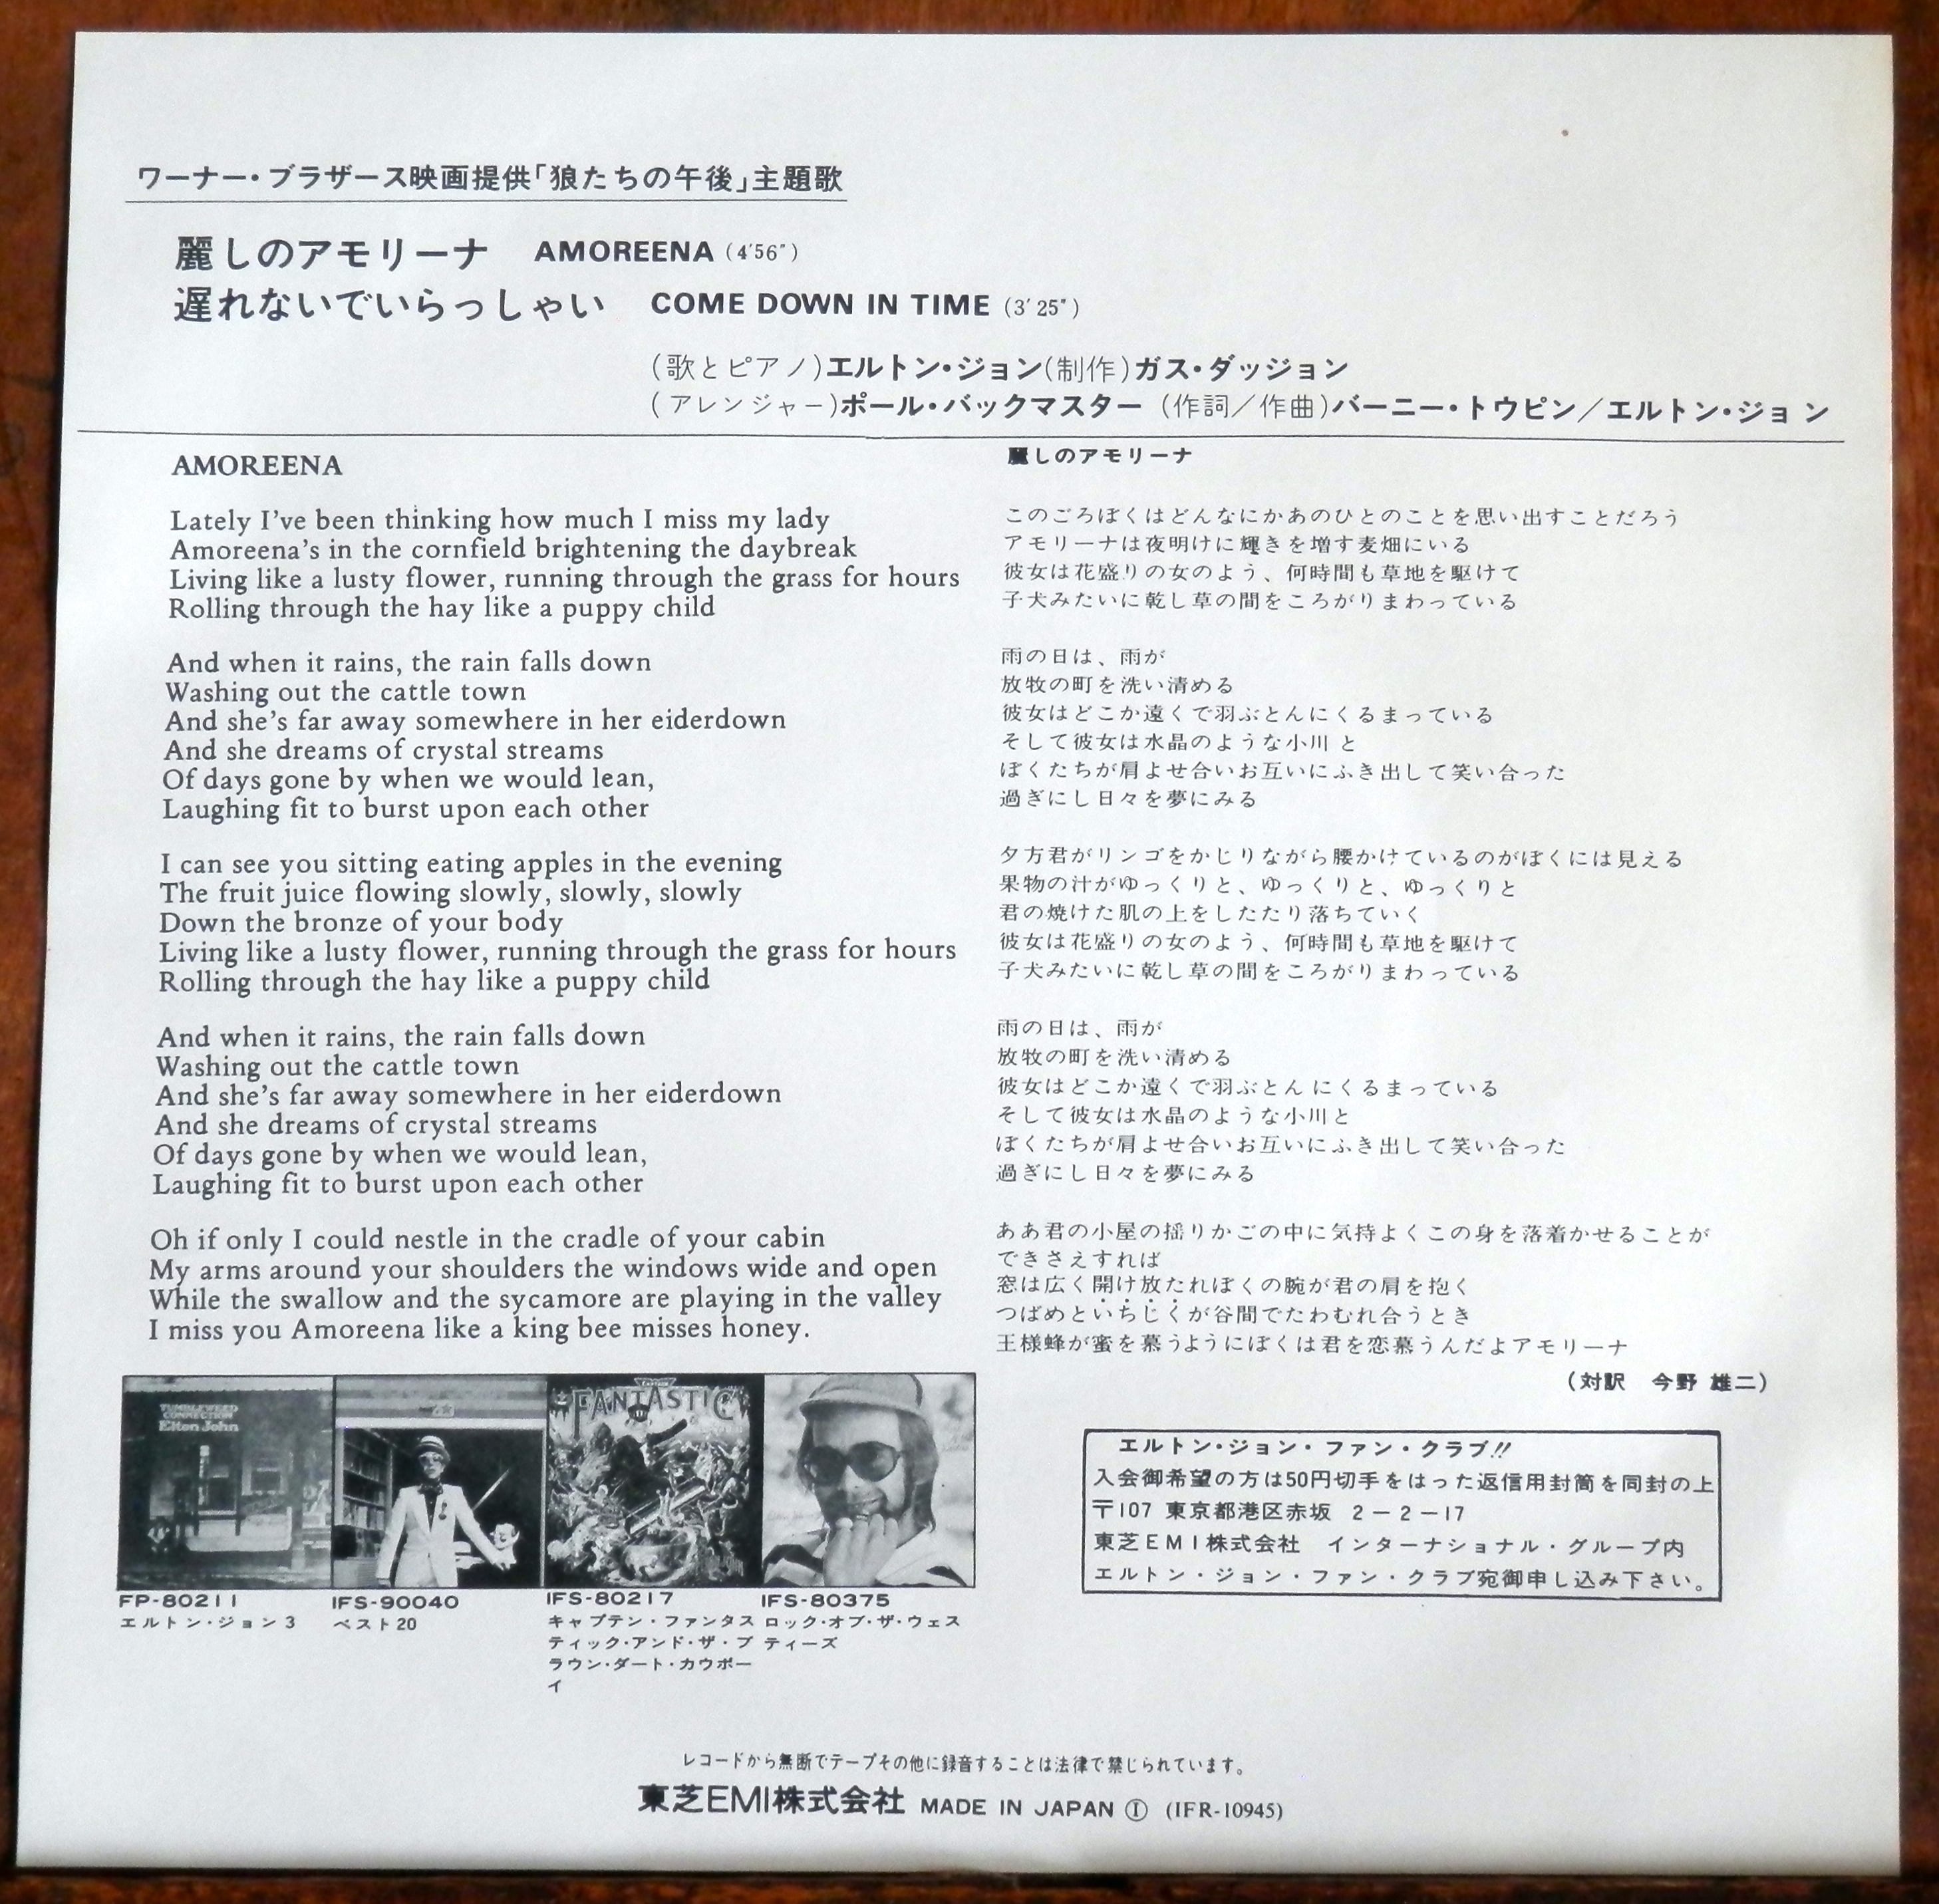 ワーナー・ブラザース映画提供「狼たちの午後」主題歌
麗しのアモリーナ AMOREENA (4′56″)
遅れないでいらっしゃい COME DOWN IN TIME (3′25″)
(歌とピアノ)エルトン・ジョン(制作)ガス・ダッジョン
(アレンジャー)ポール・バックマスター (作詞/作曲)バーニー・トウピン/エルトン・ジョン
AMOREENA
Lately I've been thinking how much I miss my lady
Amoreena's in the cornfield brightening the daybreak
Living like a lusty flower, running through the grass for hours
Rolling through the hay like a puppy child
And when it rains, the rain falls down
Washing out the cattle town
And she's far away somewhere in her eiderdown
And she dreams of crystal streams
Of days gone by when we would lean,
Laughing fit to burst upon each other
I can see you sitting eating apples in the evening
The fruit juice flowing slowly, slowly, slowly
Down the bronze of your body
Living like a lusty flower, running through the grass for hours
Rolling through the hay like a puppy child
And when it rains, the rain falls down
Washing out the cattle town
And she's far away somewhere in her eiderdown
And she dreams of crystal streams
Of days gone by when we would lean,
Laughing fit to burst upon each other
Oh if only I could nestle in the cradle of your cabin
My arms around your shoulders the windows wide and open
While the swallow and the sycamore are playing in the valley
I miss you Amoreena like a king bee misses honey.
麗しのアモリーナ
このごろぼくはどんなにかあのひとのことを思い出すことだろう
アモリーナは夜明けに輝きを増す麦畑にいる
彼女は花盛りの女のよう、何時間も草地を駆けて
子犬みたいに乾し草の間をころがりまわっている
雨の日は、雨が
放牧の町を洗い清める
彼女はどこか遠くで羽ぶとんにくるまっている
そして彼女は水晶のような小川と
ぼくたちが肩よせ合いお互いにふき出して笑い合った
過ぎにし日々を夢にみる
夕方君がリンゴをかじりながら腰かけているのがぼくには見える
果物の汁がゆっくりと、ゆっくりと、ゆっくりと
君の焼けた肌の上をしたたり落ちていく
彼女は花盛りの女のよう、何時間も草地を駆けて
子犬みたいに乾し草の間をころがりまわっている
雨の日は、雨が
放牧の町を洗い清める
彼女はどこか遠くで羽ぶとんにくるまっている
そして彼女は水晶のような小川と
ぼくたちが肩よせ合いお互いにふき出して笑い合った
過ぎにし日々を夢にみる
ああ君の小屋の揺りかごの中に気持よくこの身を落着かせることが
できさえすれば
窓は広く開け放たれぼくの腕が君の肩を抱く
つばめといちじくが谷間でたわむれ合うとき
王様蜂が蜜を慕うようにぼくは君を恋慕うんだよアモリーナ
(対訳 今野 雄二)
TUMBLEWEED
CONNECTION
Elton John
FANTASTIC
FP-80211
エルトン・ジョン3
IFS-90040
ベスト20
IFS-80217
キャプテン・ファンタス
ティック・アンド・ザ・ブ
ラウン・ダート・カウボー
イ
IFS-80375
ロック・オブ・ザ・ウェス
ティーズ
エルトン・ジョン・ファン・クラブ!!
入会御希望の方は50円切手をはった返信用封筒を同封の上
〒107 東京都港区赤坂 2-2-17
東芝EMI株式会社 インターナショナル・グループ内
エルトン・ジョン・ファン・クラブ宛御申し込み下さい。
レコードから無断でテープその他に録音することは法律で禁じられています。
東芝EMI株式会社 MADE IN JAPAN Ⓘ (IFR-10945)